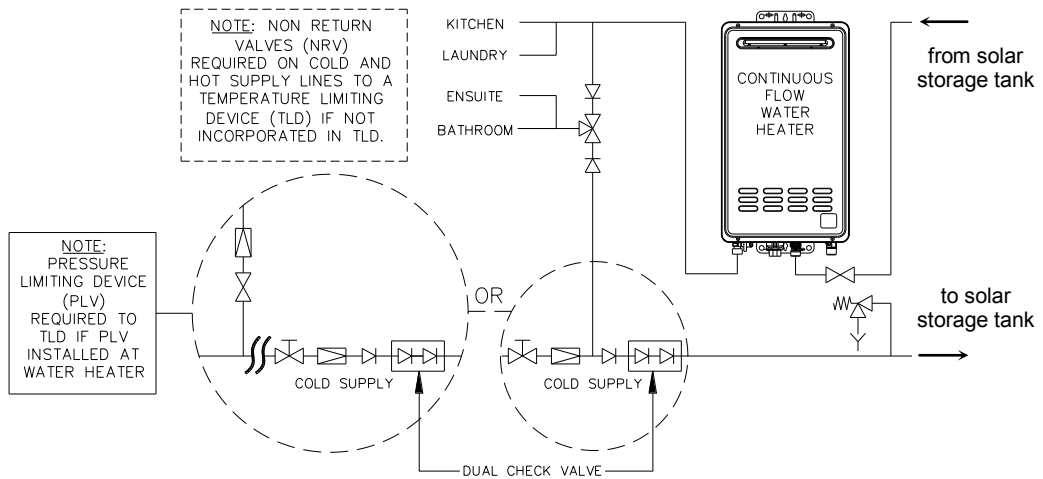 NOTE: NON RETURN
VALVES (NRV)
REQUIRED ON COLD AND
HOT SUPPLY LINES TO A
TEMPERATURE LIMITING
DEVICE (TLD) IF NOT
INCORPORATED IN TLD.
KITCHEN
LAUNDRY
ENSUITE
BATHROOM
CONTINUOUS
FLOW
WATER
HEATER
from solar
storage tank
NOTE:
PRESSURE
LIMITING DEVICE
(PLV)
REQUIRED TO
TLD IF PLV
INSTALLED AT
WATER HEATER
OR
to solar
storage tank
COLD SUPPLY
COLD SUPPLY
DUAL CHECK VALVE